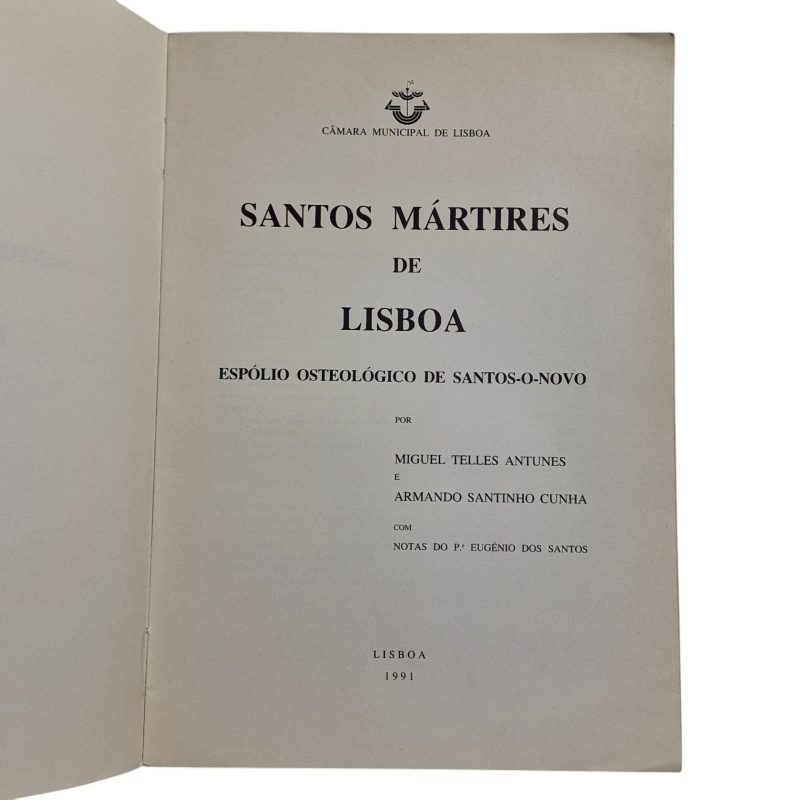 CÂMARA MUNICIPAL DE LISBOA
SANTOS MÁRTIRES
DE
LISBOA
ESPÓLIO OSTEOLÓGICO DE SANTOS-O-NOVO
POR
MIGUEL TELLES ANTUNES
E
ARMANDO SANTINHO CUNHA
COM
NOTAS DO P.ᵉ EUGÉNIO DOS SANTOS
LISBOA
1991